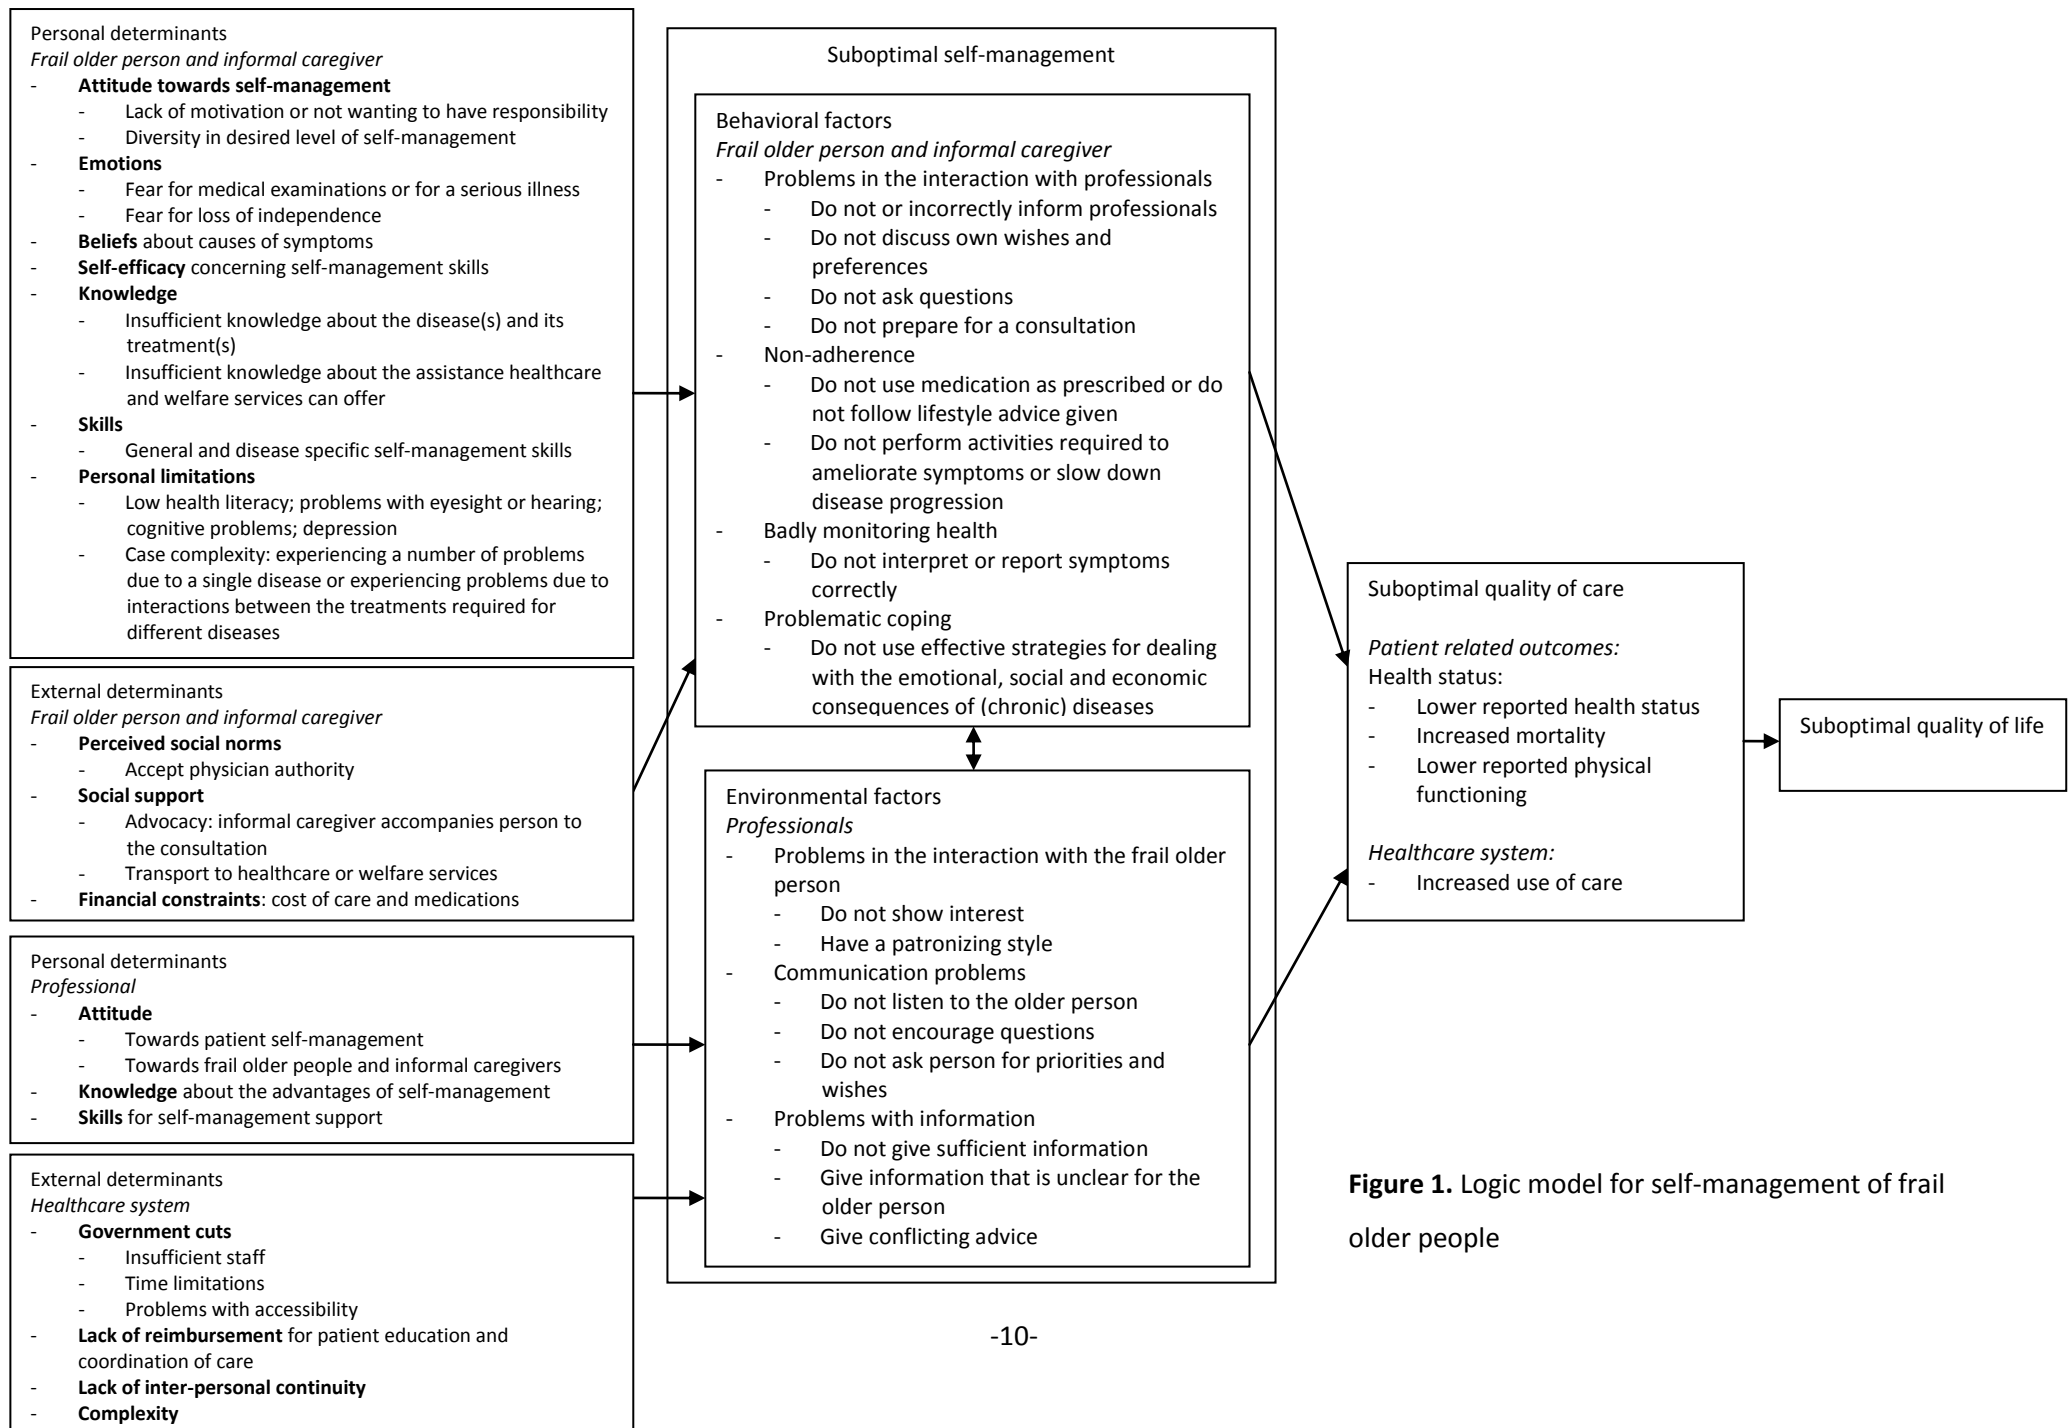 Personal determinants
Frail older person and informal caregiver
- Attitude towards self-management
- Lack of motivation or not wanting to have responsibility
- Diversity in desired level of self-management
- Emotions
- Fear for medical examinations or for a serious illness
- Fear for loss of independence
- Beliefs about causes of symptoms
- Self-efficacy concerning self-management skills
- Knowledge
- Insufficient knowledge about the disease(s) and its
treatment(s)
- Insufficient knowledge about the assistance healthcare
and welfare services can offer
- Skills
- General and disease specific self-management skills
- Personal limitations
- Low health literacy; problems with eyesight or hearing;
cognitive problems; depression
- Case complexity: experiencing a number of problems
due to a single disease or experiencing problems due to
interactions between the treatments required for
different diseases
External determinants
Frail older person and informal caregiver
- Perceived social norms
- Accept physician authority
- Social support
- Advocacy: informal caregiver accompanies person to
the consultation
- Transport to healthcare or welfare services
- Financial constraints: cost of care and medications
Personal determinants
Professional
- Attitude
- Towards patient self-management
- Towards frail older people and informal caregivers
- Knowledge about the advantages of self-management
- Skills for self-management support
External determinants
Healthcare system
- Government cuts
- Insufficient staff
- Time limitations
- Problems with accessibility
- Lack of reimbursement for patient education and
coordination of care
- Lack of inter-personal continuity
- Complexity
Suboptimal self-management
Behavioral factors
Frail older person and informal caregiver
- Problems in the interaction with professionals
- Do not or incorrectly inform professionals
- Do not discuss own wishes and
preferences
- Do not ask questions
- Do not prepare for a consultation
- Non-adherence
- Do not use medication as prescribed or do
not follow lifestyle advice given
- Do not perform activities required to
ameliorate symptoms or slow down
disease progression
- Badly monitoring health
- Do not interpret or report symptoms
correctly
- Problematic coping
- Do not use effective strategies for dealing
with the emotional, social and economic
consequences of (chronic) diseases
Environmental factors
Professionals
- Problems in the interaction with the frail older
person
- Do not show interest
- Have a patronizing style
- Communication problems
- Do not listen to the older person
- Do not encourage questions
- Do not ask person for priorities and
wishes
- Problems with information
- Do not give sufficient information
- Give information that is unclear for the
older person
- Give conflicting advice
Suboptimal quality of care
Patient related outcomes:
Health status:
- Lower reported health status
- Increased mortality
- Lower reported physical
functioning
Healthcare system:
- Increased use of care
Suboptimal quality of life
Figure 1. Logic model for self-management of frail
older people
-10-